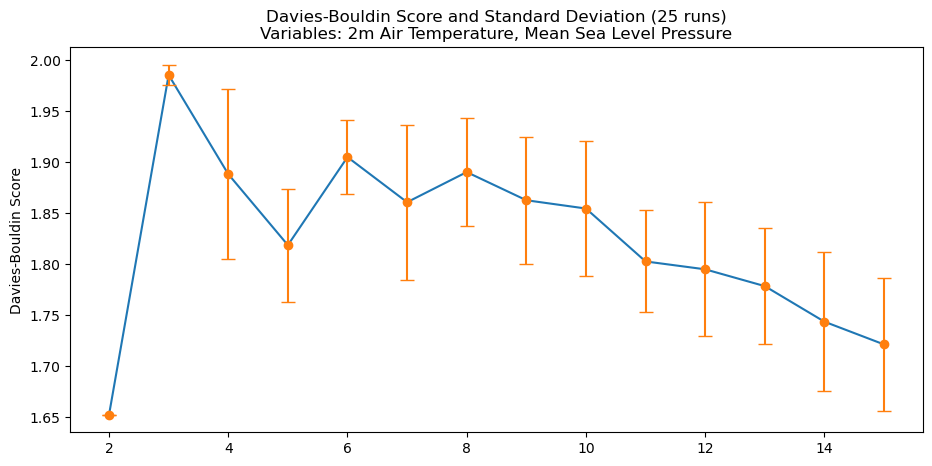 Davies-Bouldin Score and Standard Deviation (25 runs)
Variables: 2m Air Temperature, Mean Sea Level Pressure
Davies-Bouldin Score
2.00
1.95
1.90
1.85
1.80
1.75
1.70
1.65
2 4 6 8 10 12 14